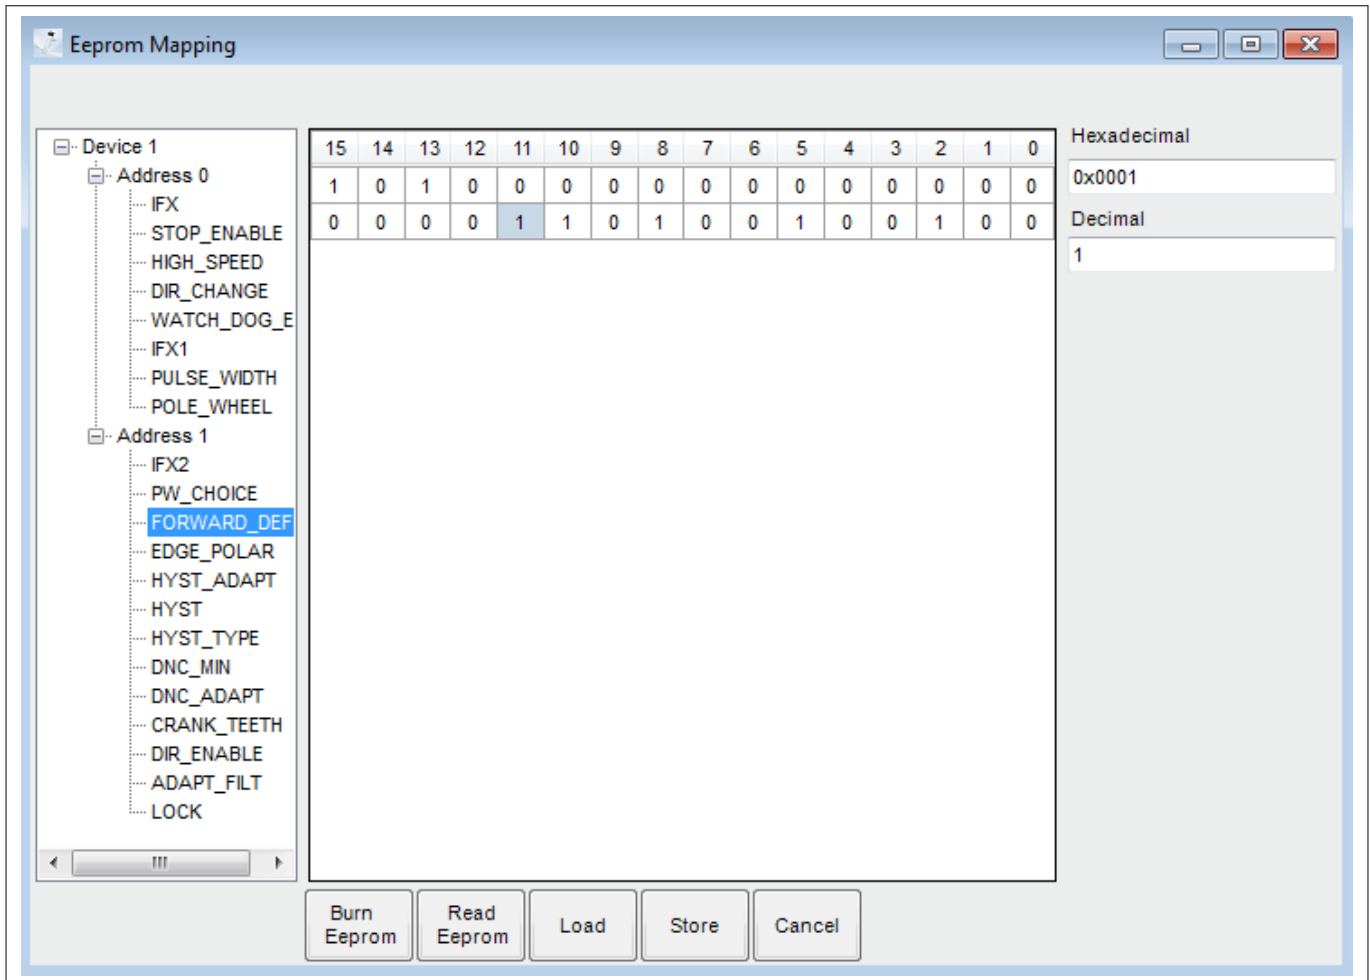 Eeprom Mapping
Device 1
Address 0
IFX
STOP_ENABLE
HIGH_SPEED
DIR_CHANGE
WATCH_DOG_E
IFX1
PULSE_WIDTH
POLE_WHEEL
Address 1
IFX2
PW_CHOICE
FORWARD_DEF
EDGE_POLAR
HYST_ADAPT
HYST
HYST_TYPE
DNC_MIN
DNC_ADAPT
CRANK_TEETH
DIR_ENABLE
ADAPT_FILT
LOCK
15 14 13 12 11 10 9 8 7 6 5 4 3 2 1 0
1 0 1 0 0 0 0 0 0 0 0 0 0 0 0 0
0 0 0 0 1 1 0 1 0 0 1 0 0 1 0 0
Hexadecimal
0x0001
Decimal
1
Burn
Eeprom
Read
Eeprom
Load
Store
Cancel